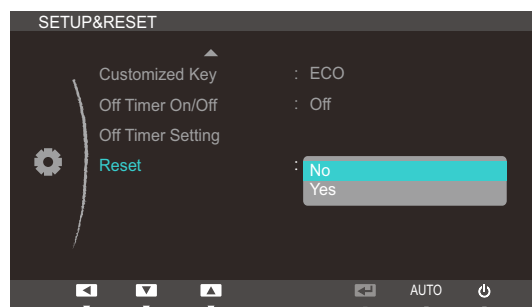 SETUP&RESET
Customized Key : ECO
Off Timer On/Off : Off
Off Timer Setting
Reset : No
Yes
AUTO